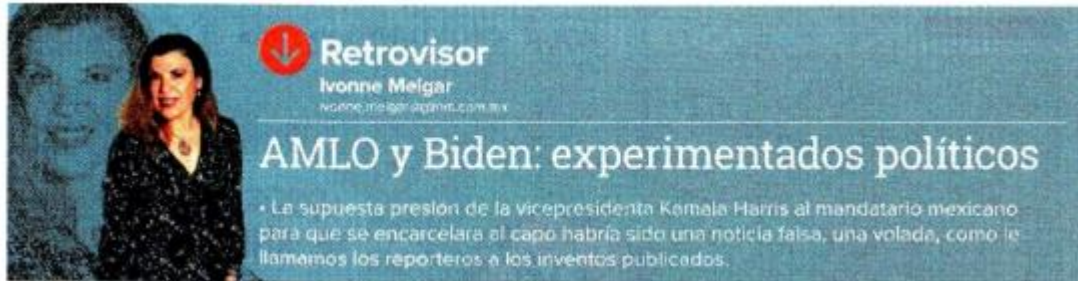 Retrovisor
Ivonne Melgar
AMLO y Biden: experimentados políticos
• La supuesta presión de la vicepresidenta Kamala Harris al mandatario mexicano
para que se encarcelara al capo habría sido una noticia falsa, una volada, como le
llamamos los reporteros a los inventos publicados.